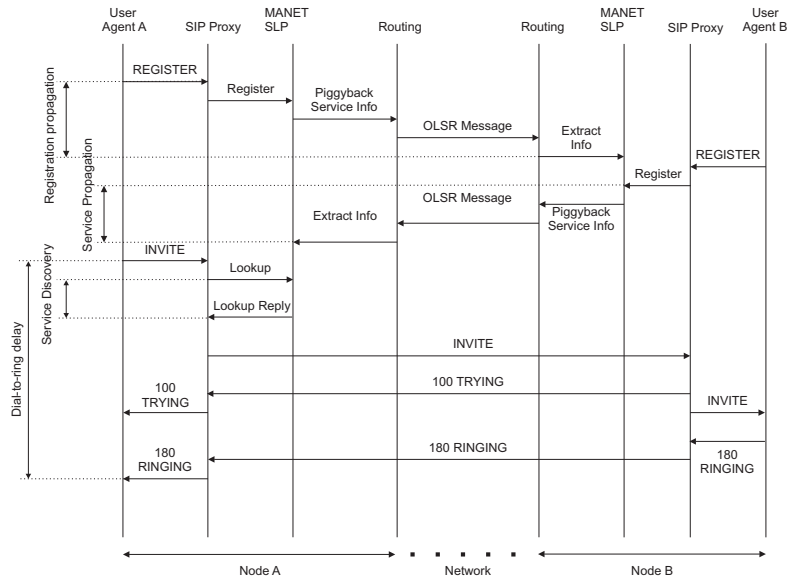 User
Agent A
SIP Proxy
MANET
SLP
Routing
Routing
MANET
SLP
SIP Proxy
User
Agent B
REGISTER
Register
Piggyback
Service Info
OLSR Message
Extract
Info
REGISTER
Register
OLSR Message
Piggyback
Service Info
Extract Info
INVITE
Lookup
Lookup Reply
INVITE
100 TRYING
100
TRYING
INVITE
180 RINGING
180
RINGING
180
RINGING
Registration propagation
Service Propagation
Service Discovery
Dial-to-ring delay
Node A
Network
Node B